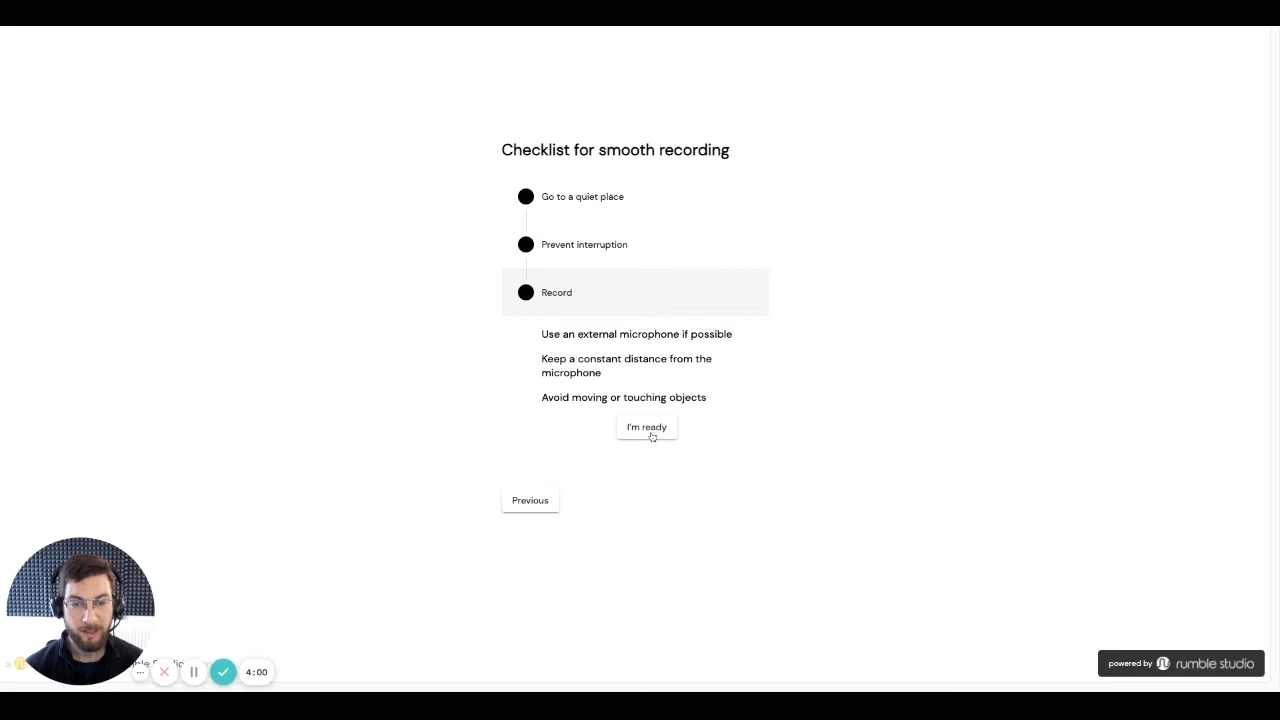 Checklist for smooth recording
Go to a quiet place
Prevent interruption
Record
Use an external microphone if possible
Keep a constant distance from the
microphone
Avoid moving or touching objects
I'm ready
Previous
4:00
powered by rumble studio